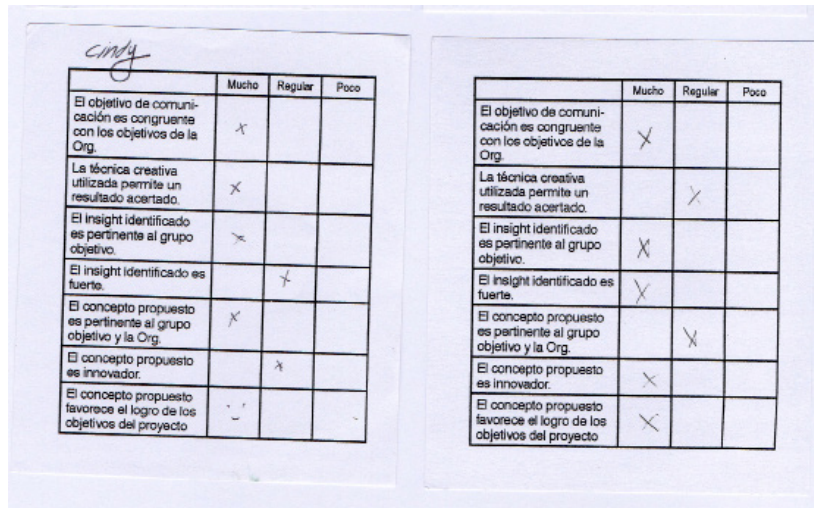 cindy
Mucho Regular Poco
El objetivo de comuni-
cación es congruente
con los objetivos de la
Org.
x
La técnica creativa
utilizada permite un
resultado acertado.
x
El insight identificado
es pertinente al grupo
objetivo.
x
El insight identificado es
fuerte.
x
El concepto propuesto
es pertinente al grupo
objetivo y la Org.
x
El concepto propuesto
es innovador.
x
El concepto propuesto
favorece el logro de los
objetivos del proyecto
Mucho Regular Poco
El objetivo de comuni-
cación es congruente
con los objetivos de la
Org.
X
La técnica creativa
utilizada permite un
resultado acertado.
X
El insight identificado
es pertinente al grupo
objetivo.
X
El insight identificado es
fuerte.
X
El concepto propuesto
es pertinente al grupo
objetivo y la Org.
X
El concepto propuesto
es innovador.
X
El concepto propuesto
favorece el logro de los
objetivos del proyecto
X